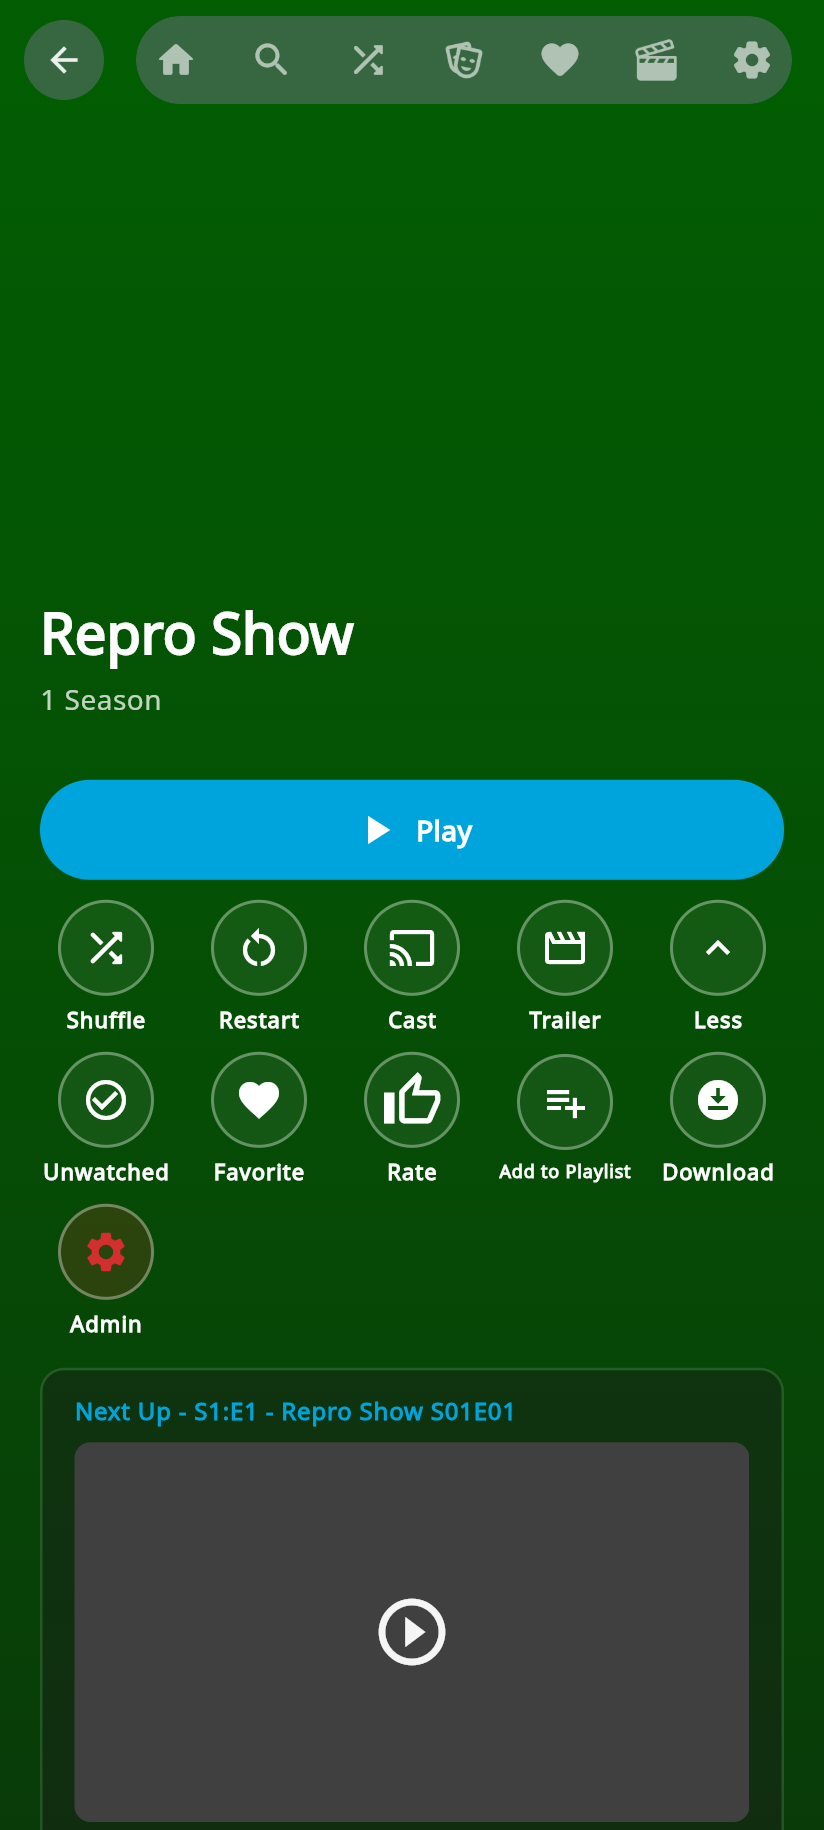 Repro Show
1 Season
Play
Shuffle Restart Cast Trailer Less
Unwatched Favorite Rate Add to Playlist Download
Admin
Next Up - S1:E1 - Repro Show S01E01